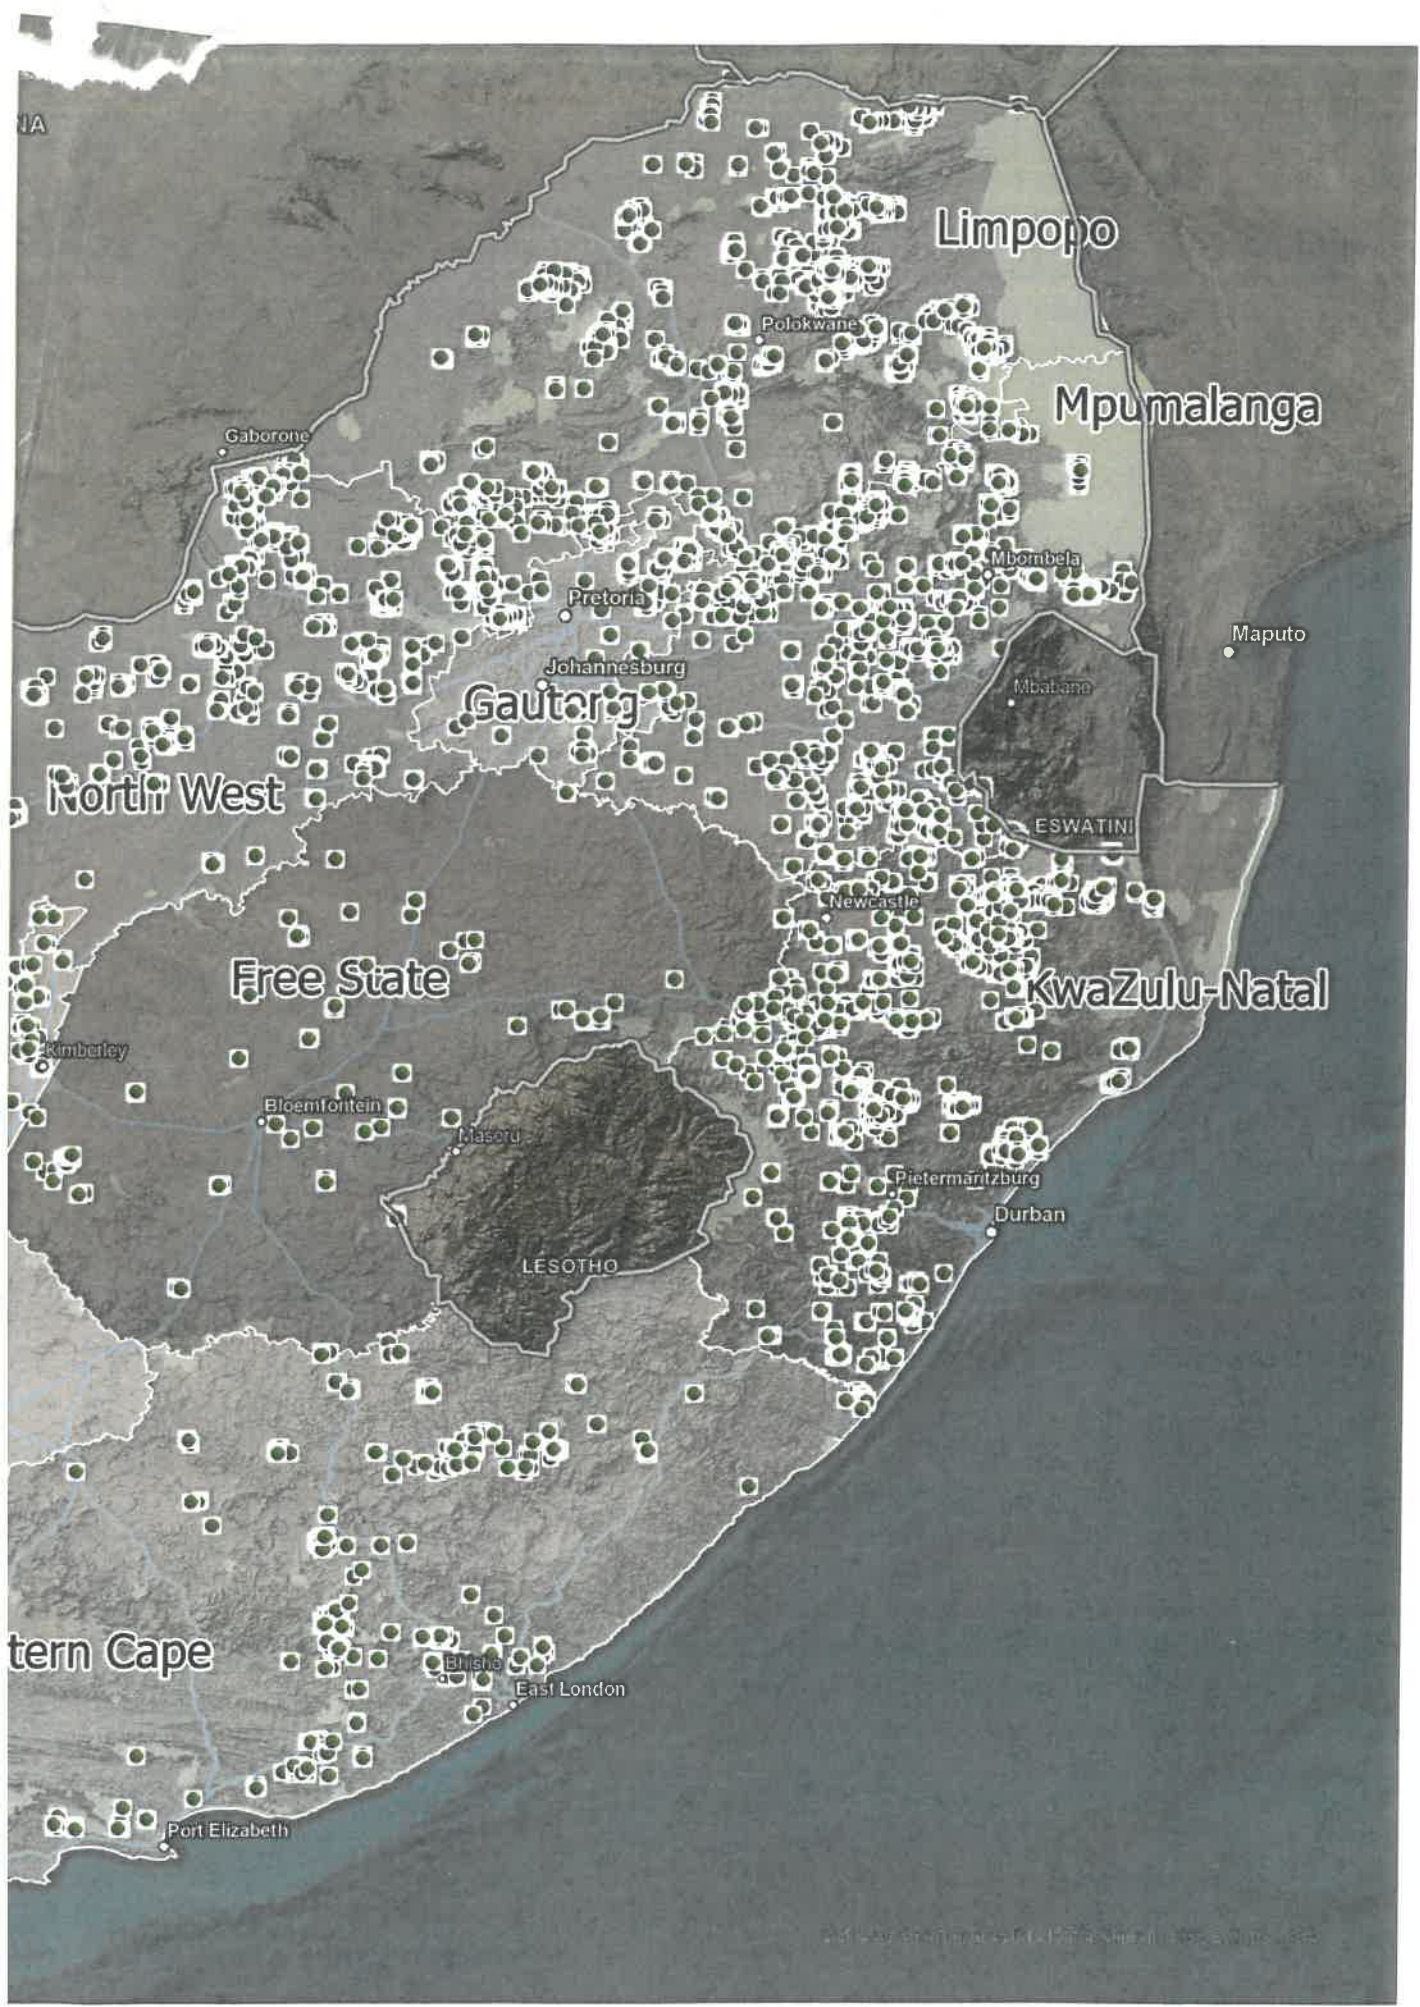 NA
Limpopo
Polokwane
Mpumalanga
Gaborone
Mbombela
Pretoria
Maputo
Johannesburg
Mbabane
Gauteng
North West
ESWATINI
Newcastle
Free State
KwaZulu-Natal
Kimberley
Bloemfontein
Maseru
Pietermaritzburg
Durban
LESOTHO
tern Cape
Bhisho
East London
Port Elizabeth